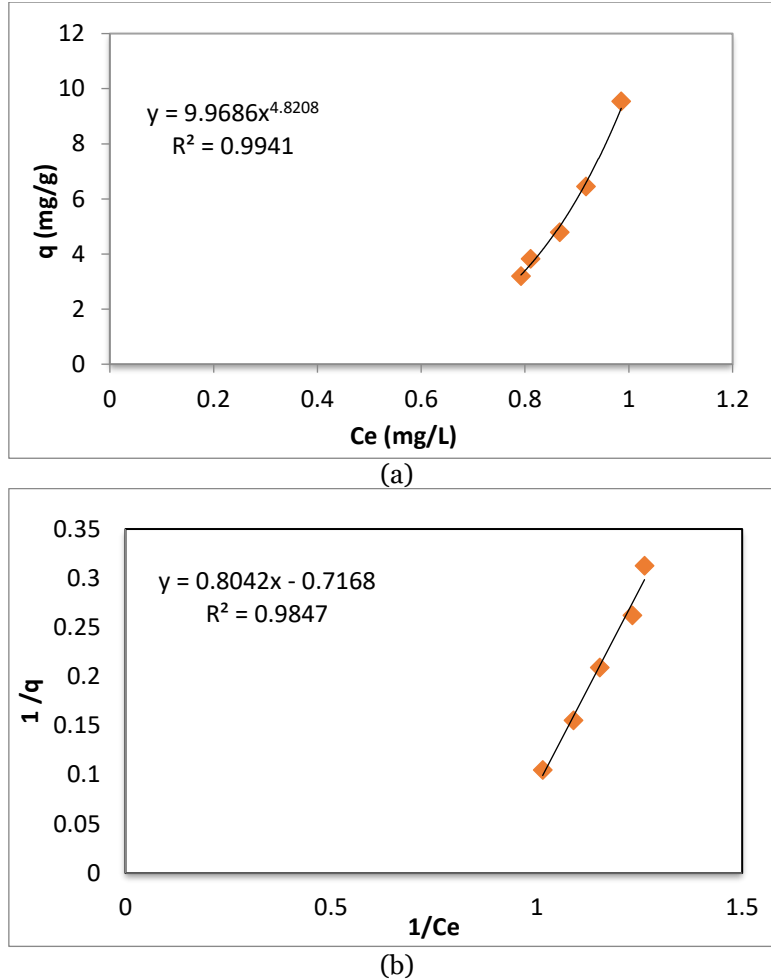 12
10
8
6
4
2
0
q (mg/g)
y = 9.9686x^4.8208
R² = 0.9941
0 0.2 0.4 0.6 0.8 1 1.2
Ce (mg/L)
(a)
0.35
0.3
0.25
0.2
0.15
0.1
0.05
0
1 /q
y = 0.8042x - 0.7168
R² = 0.9847
0 0.5 1 1.5
1/Ce
(b)